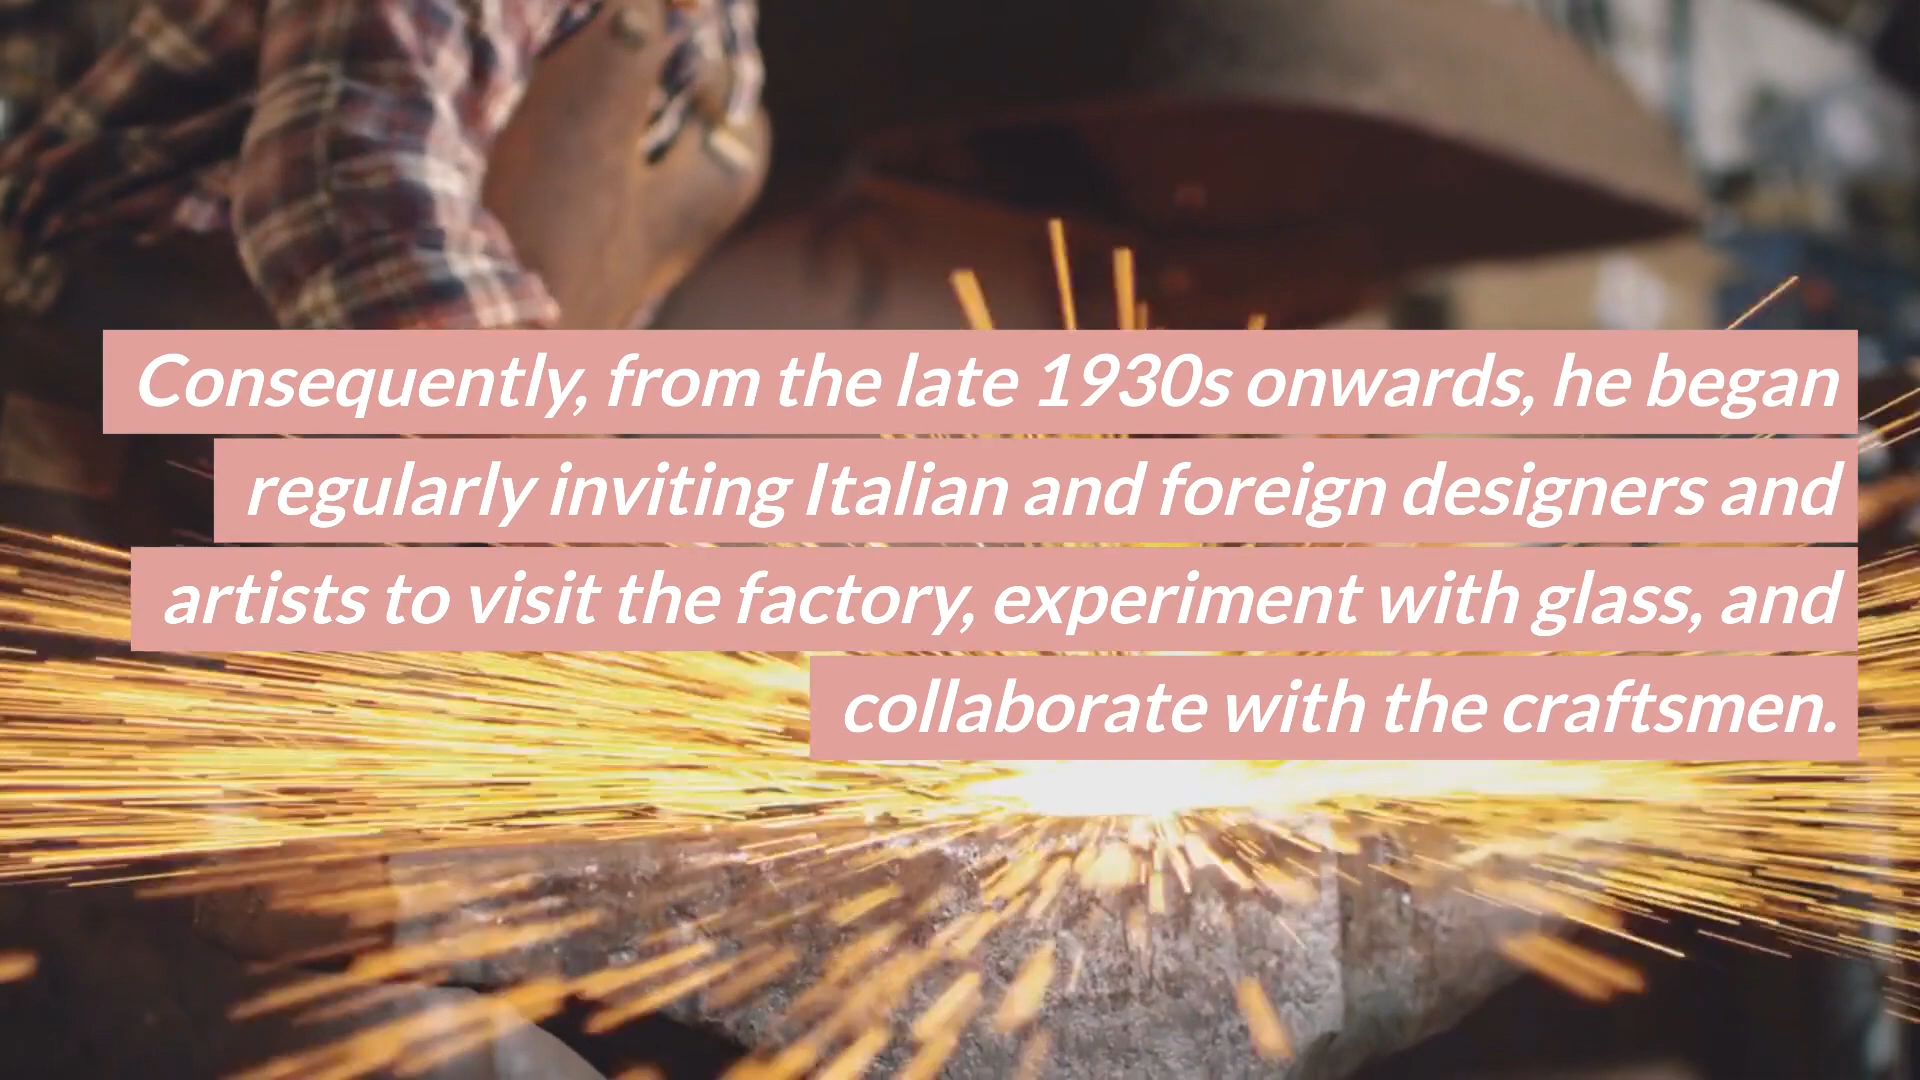 Consequently, from the late 1930s onwards, he began
regularly inviting Italian and foreign designers and
artists to visit the factory, experiment with glass, and
collaborate with the craftsmen.